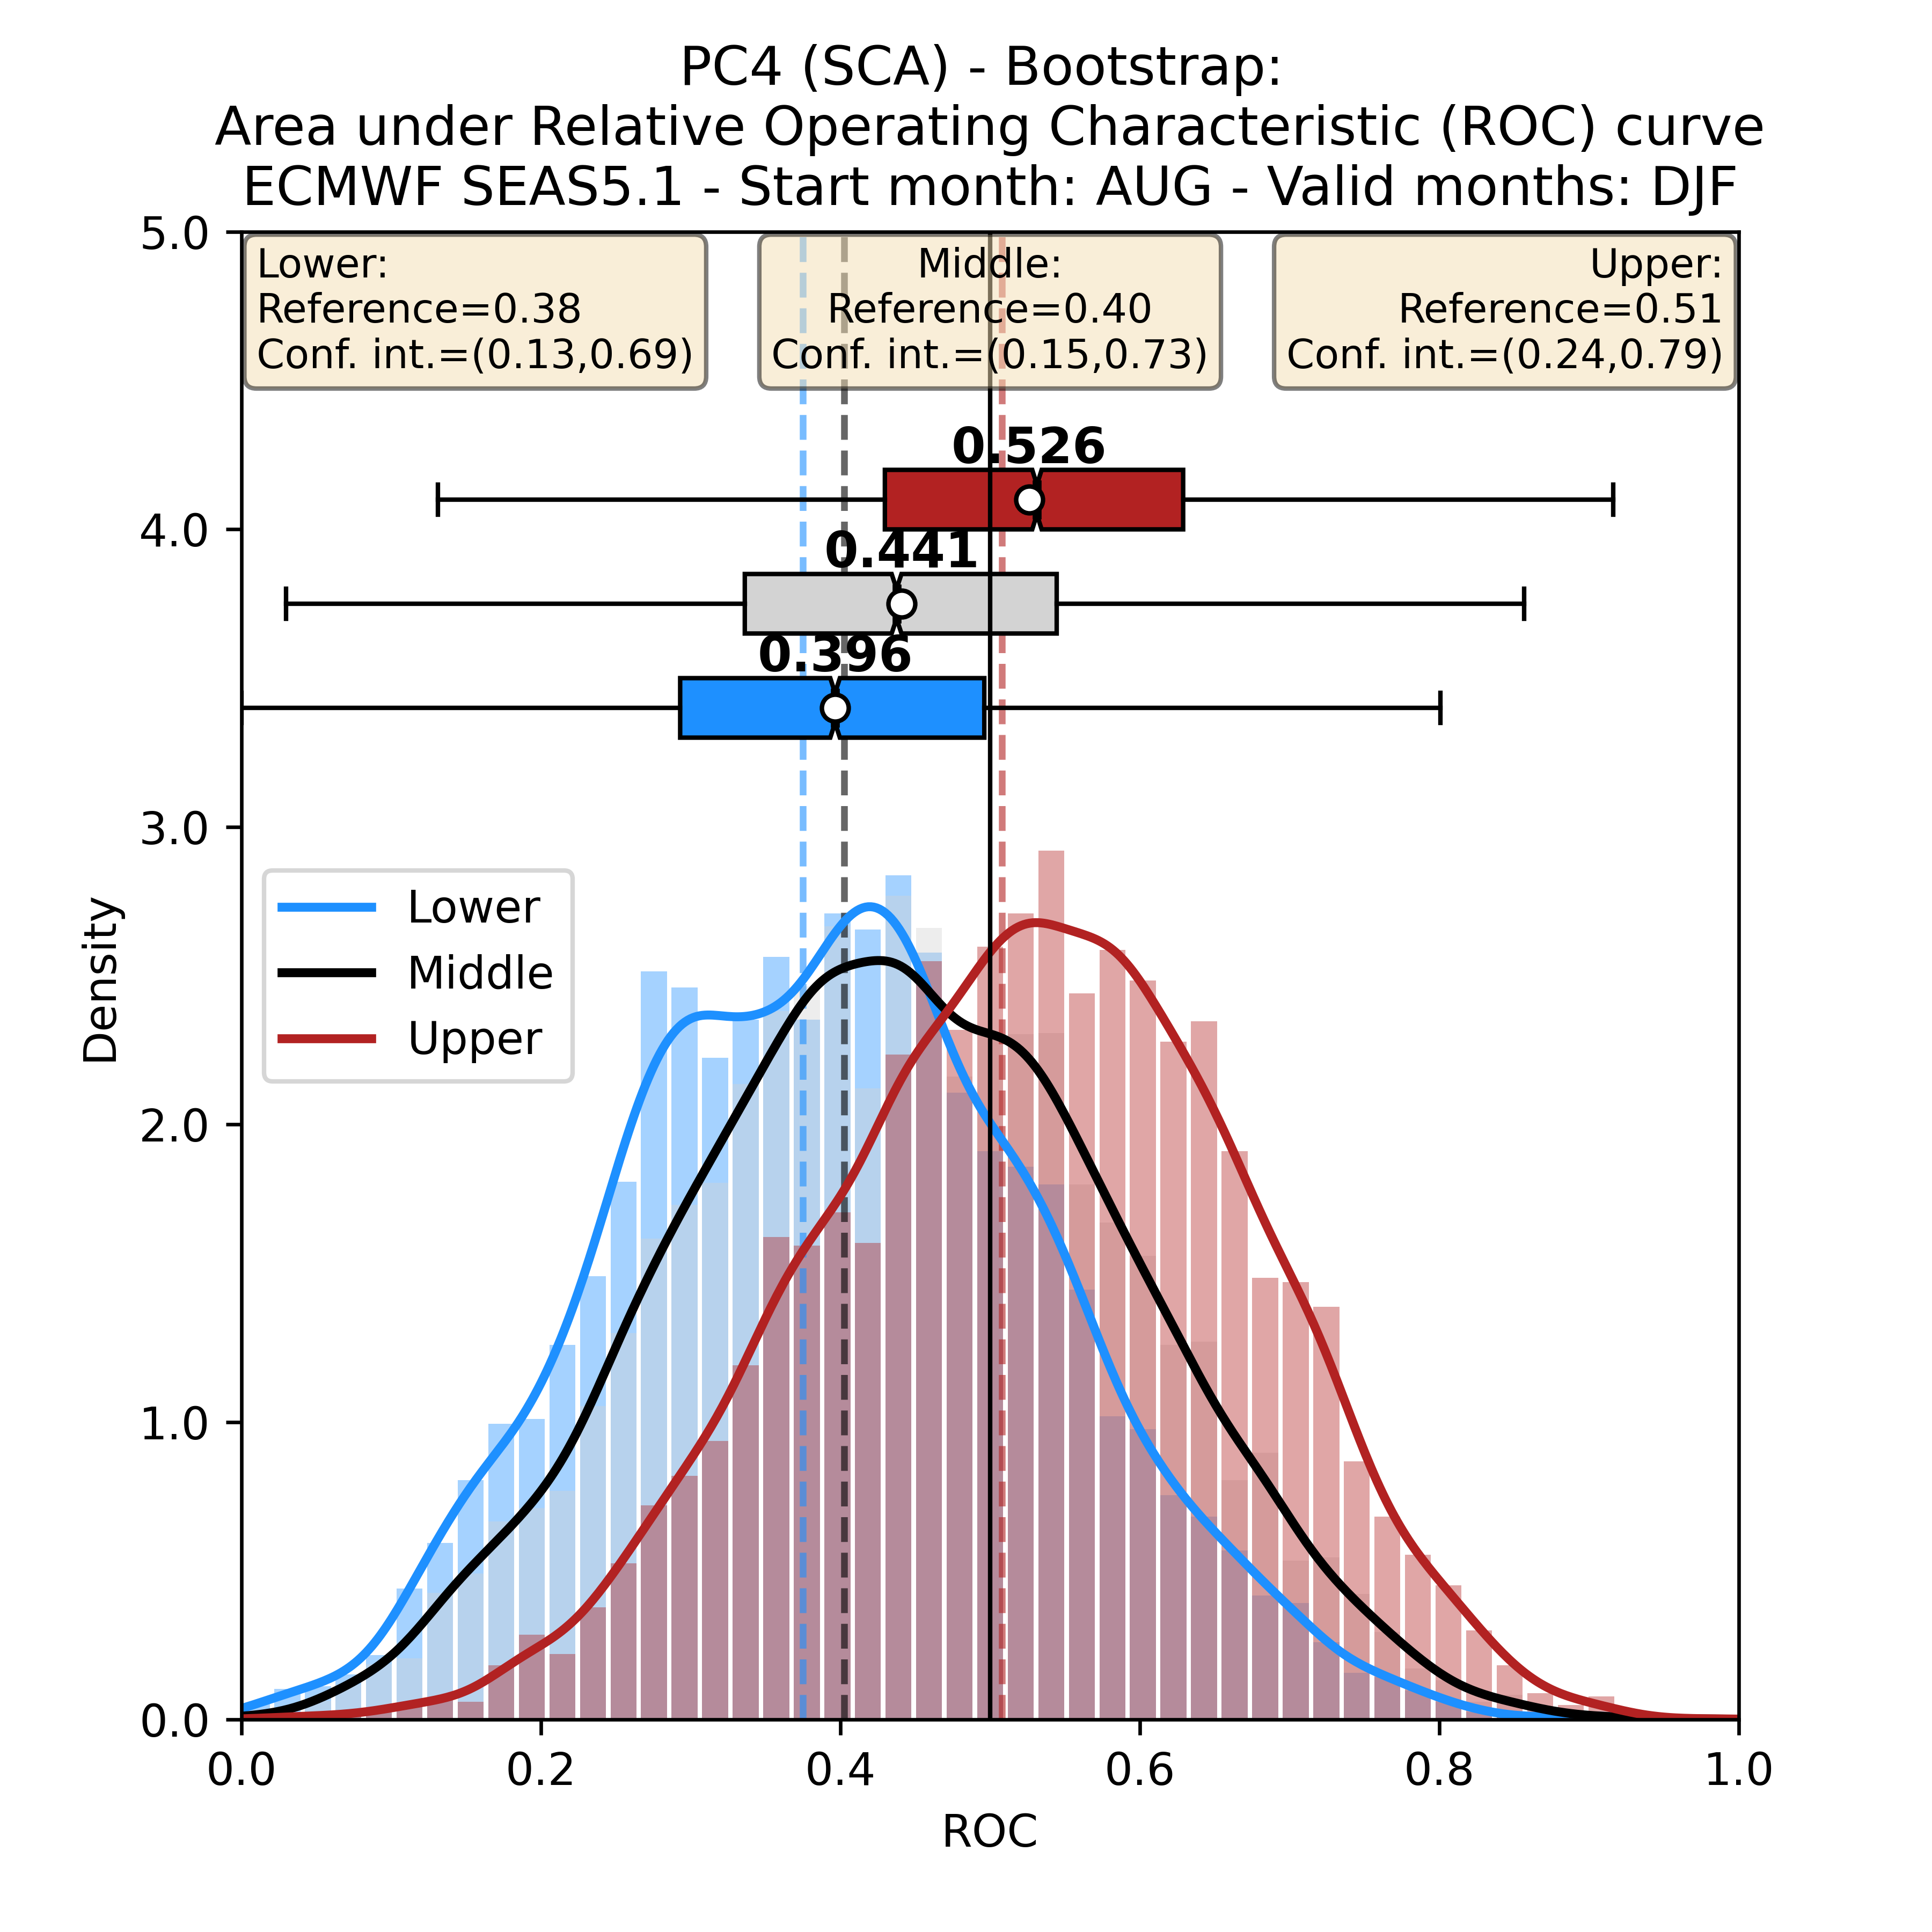 PC4 (SCA) - Bootstrap:
Area under Relative Operating Characteristic (ROC) curve
ECMWF SEAS5.1 - Start month: AUG - Valid months: DJF
Lower:
Reference=0.38
Conf. int.=(0.13,0.69)
Middle:
Reference=0.40
Conf. int.=(0.15,0.73)
Upper:
Reference=0.51
Conf. int.=(0.24,0.79)
0.526
0.441
0.396
Lower
Middle
Upper
Density
5.0
4.0
3.0
2.0
1.0
0.0
0.0
0.2
0.4
0.6
0.8
1.0
ROC